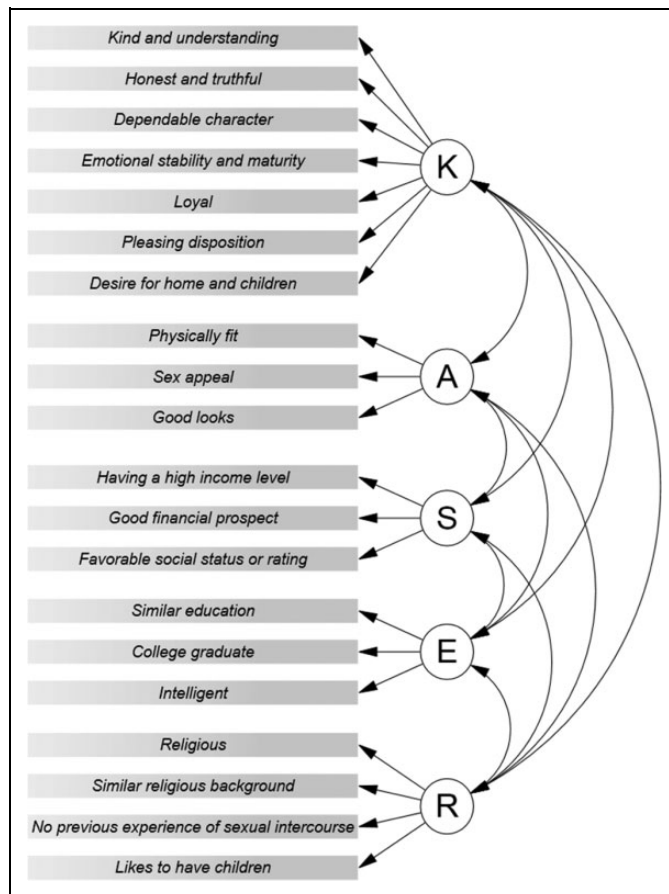 Kind and understanding
Honest and truthful
Dependable character
Emotional stability and maturity
Loyal
Pleasing disposition
Desire for home and children
K
Physically fit
Sex appeal
Good looks
A
Having a high income level
Good financial prospect
Favorable social status or rating
S
Similar education
College graduate
Intelligent
E
Religious
Similar religious background
No previous experience of sexual intercourse
Likes to have children
R